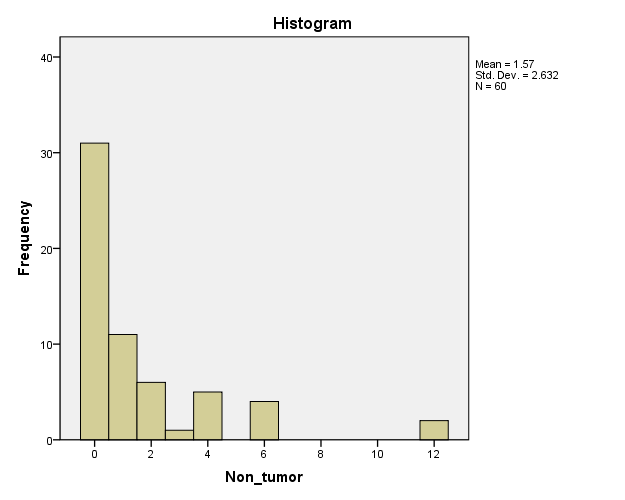 Histogram
Mean = 1.57
Std. Dev. = 2.632
N = 60
40
30
20
10
0
Frequency
0 2 4 6 8 10 12
Non_tumor